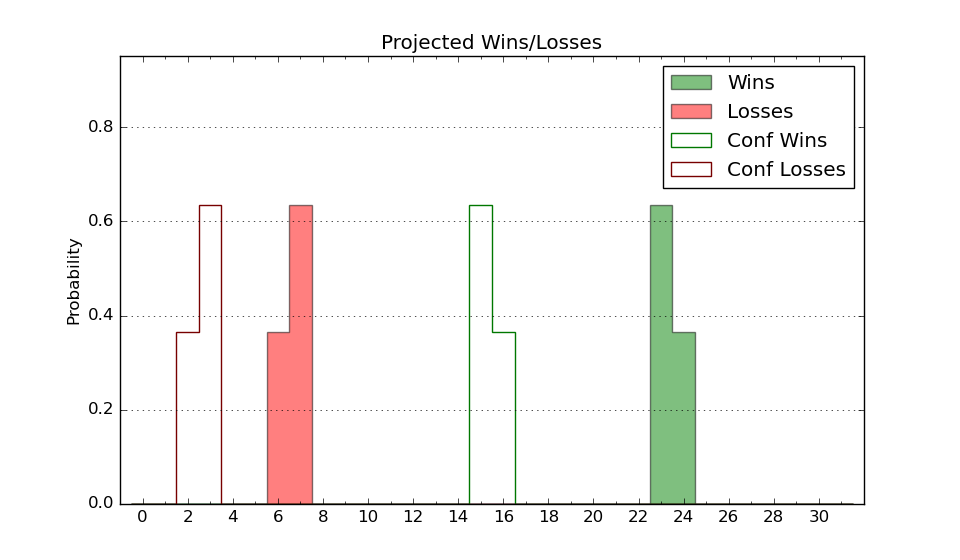 Projected Wins/Losses
Wins
Losses
Conf Wins
Conf Losses
Probability
0.8
0.6
0.4
0.2
0.0
0 2 4 6 8 10 12 14 16 18 20 22 24 26 28 30